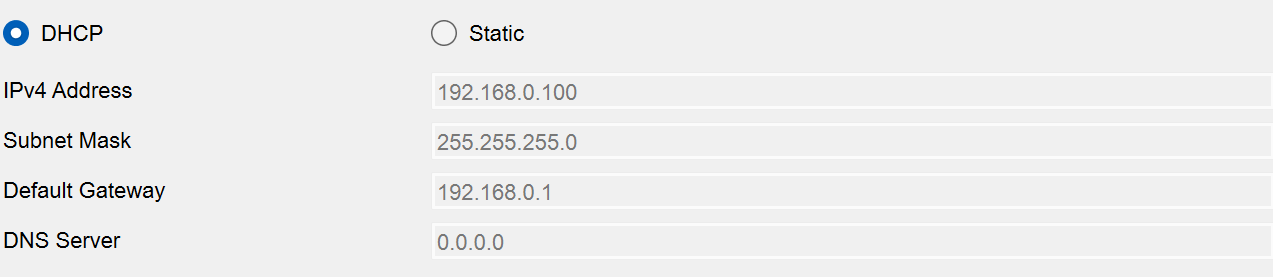 DHCP Static
IPv4 Address 192.168.0.100
Subnet Mask 255.255.255.0
Default Gateway 192.168.0.1
DNS Server 0.0.0.0